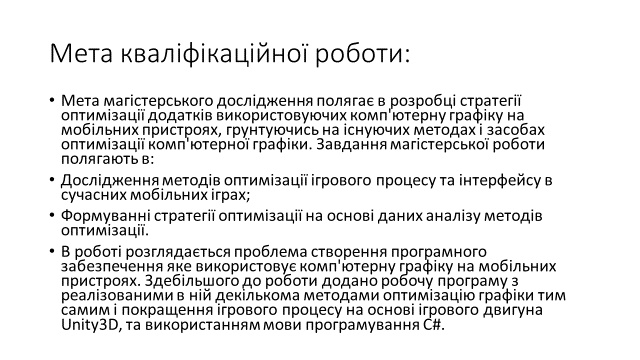 Мета кваліфікаційної роботи:
• Мета магістерського дослідження полягає в розробці стратегії
оптимізації додатків використовуючих комп'ютерну графіку на
мобільних пристроях, ґрунтуючись на існуючих методах і засобах
оптимізації комп'ютерної графіки. Завдання магістерської роботи
полягають в:
• Дослідження методів оптимізації ігрового процесу та інтерфейсу в
сучасних мобільних іграх;
• Формуванні стратегії оптимізації на основі даних аналізу методів
оптимізації.
• В роботі розглядається проблема створення програмного
забезпечення яке використовує комп'ютерну графіку на мобільних
пристроях. Здебільшого до роботи додано робочу програму з
реалізованими в ній декількома методами оптимізацію графіки тим
самим і покращення ігрового процесу на основі ігрового двигуна
Unity3D, та використанням мови програмування C#.